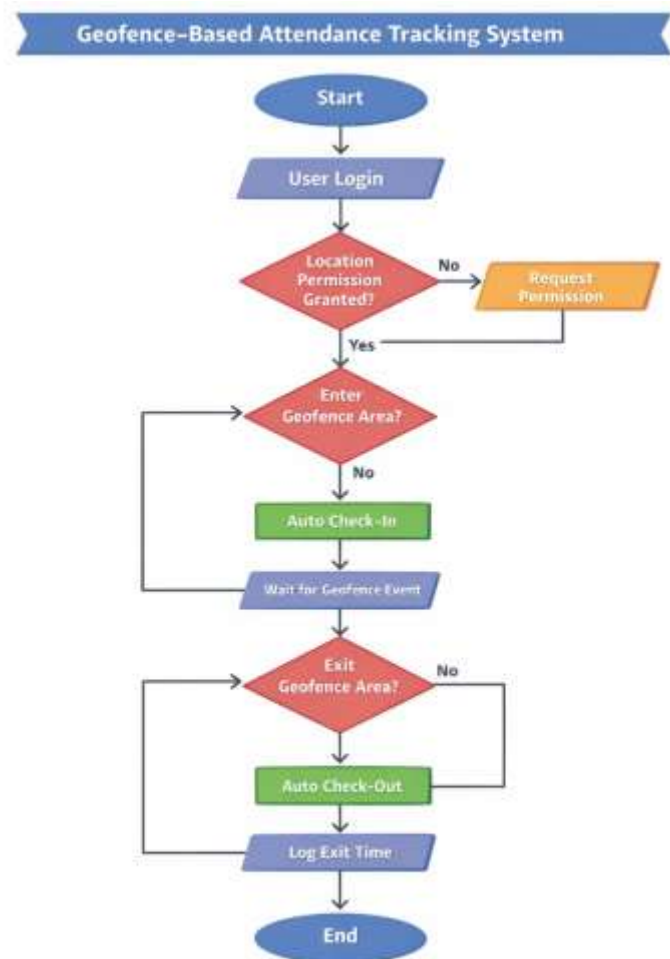 Geofence-Based Attendance Tracking System
Start
User Login
Location
Permission
Granted?
No
Request
Permission
Yes
Enter
Geofence Area?
No
Auto Check-In
Wait for Geofence Event
Exit
Geofence Area?
No
Auto Check-Out
Log Exit Time
End